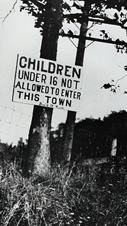 CHILDREN
UNDER 16 NOT
ALLOWED TO ENTER
THIS TOWN